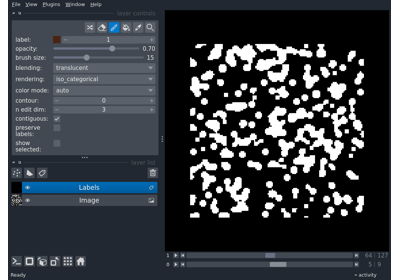 File View Plugins Window Help
layer controls
label: 1
opacity: 0.70
brush size: 15
blending: translucent
rendering: iso_categorical
color mode: auto
contour: 0
n edit dim: 3
contiguous:
preserve
labels:
show
selected:
layer list
Labels
Image
1 64 127
0 5 9
Ready
activity